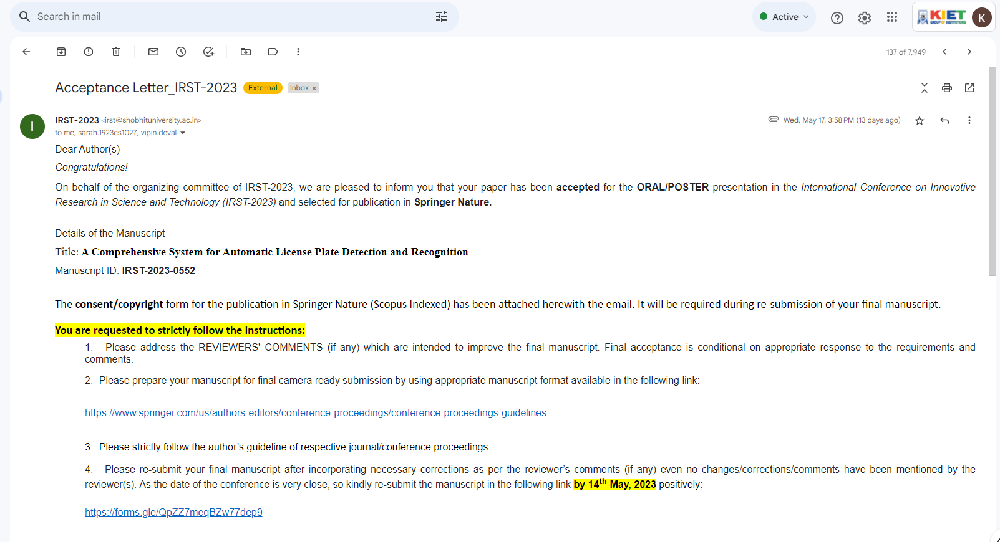 Search in mail
Active
KIET
GROUP OF INSTITUTIONS
K
137 of 7,949
Acceptance Letter_IRST-2023 External Inbox x
I
IRST-2023 <irst@shobhituniversity.ac.in>
Wed, May 17, 3:58 PM (13 days ago)
to me, sarah.1923cs1027, vipin.deval
Dear Author(s)
Congratulations!
On behalf of the organizing committee of IRST-2023, we are pleased to inform you that your paper has been accepted for the ORAL/POSTER presentation in the International Conference on Innovative
Research in Science and Technology (IRST-2023) and selected for publication in Springer Nature.
Details of the Manuscript
Title: A Comprehensive System for Automatic License Plate Detection and Recognition
Manuscript ID: IRST-2023-0552
The consent/copyright form for the publication in Springer Nature (Scopus Indexed) has been attached herewith the email. It will be required during re-submission of your final manuscript.
You are requested to strictly follow the instructions:
1. Please address the REVIEWERS' COMMENTS (if any) which are intended to improve the final manuscript. Final acceptance is conditional on appropriate response to the requirements and
comments.
2. Please prepare your manuscript for final camera ready submission by using appropriate manuscript format available in the following link:
https://www.springer.com/us/authors-editors/conference-proceedings/conference-proceedings-guidelines
3. Please strictly follow the author’s guideline of respective journal/conference proceedings.
4. Please re-submit your final manuscript after incorporating necessary corrections as per the reviewer’s comments (if any) even no changes/corrections/comments have been mentioned by the
reviewer(s). As the date of the conference is very close, so kindly re-submit the manuscript in the following link by 14th May, 2023 positively:
https://forms.gle/QpZZ7meqBZw77dep9